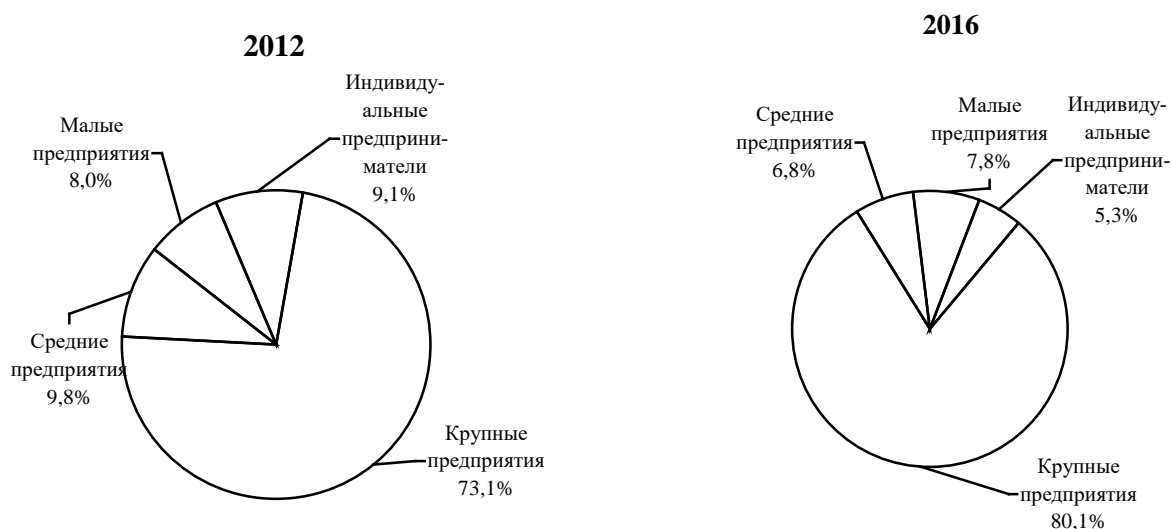 2012
Индивиду-
альные
предприни-
матели
9,1%
Малые
предприятия
8,0%
Средние
предприятия
9,8%
Крупные
предприятия
73,1%
2016
Средние
предприятия
6,8%
Малые
предприятия
7,8%
Индивиду-
альные
предприни-
матели
5,3%
Крупные
предприятия
80,1%